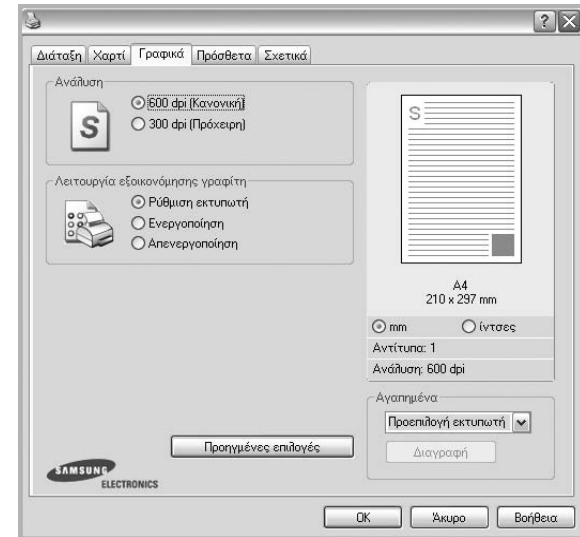 Διάταξη Χαρτί Γραφικά Πρόσθετα Σχετικά
Ανάλυση
S
600 dpi (Κανονική)
300 dpi (Πρόχειρη)
Λειτουργία εξοικονόμησης γραφίτη
Ρύθμιση εκτυπωτή
Ενεργοποίηση
Απενεργοποίηση
Προηγμένες επιλογές
SAMSUNG
ELECTRONICS
S
A4
210 x 297 mm
mm ίντσες
Αντίτυπα: 1
Ανάλυση: 600 dpi
Αγαπημένα
Προεπιλογή εκτυπωτή
Διαγραφή
OK Άκυρο Βοήθεια